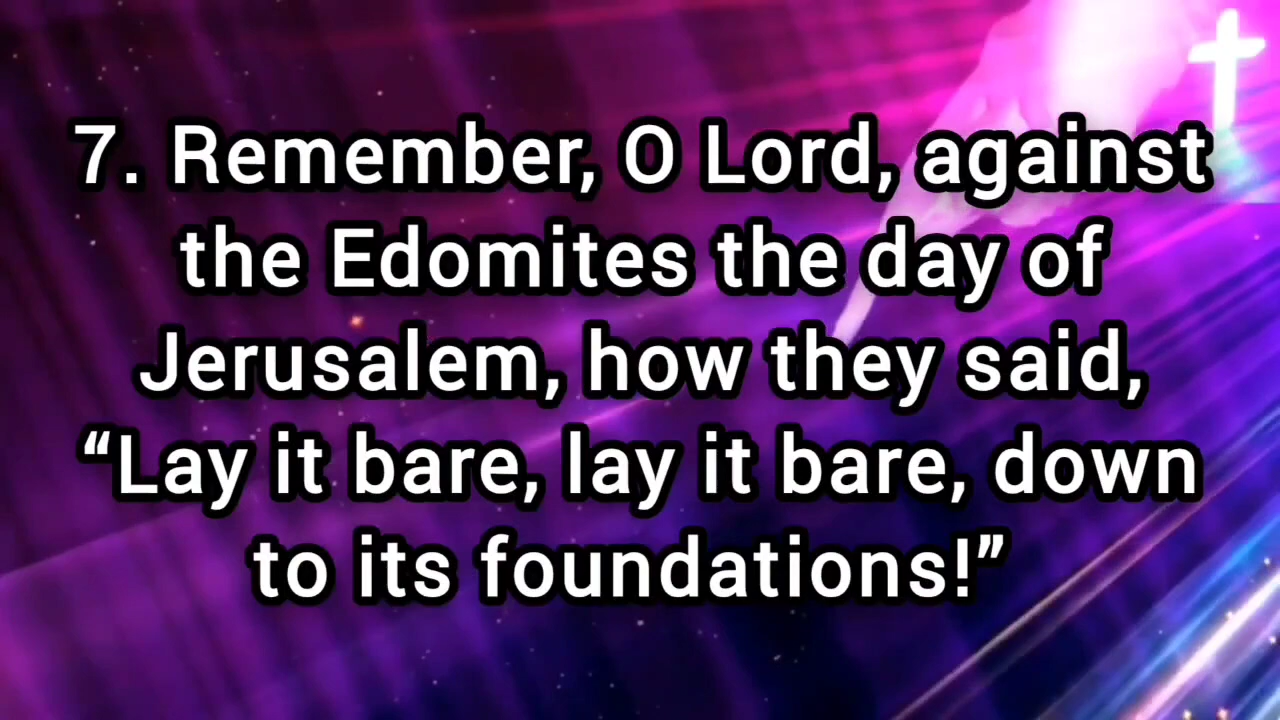 7. Remember, O Lord, against
the Edomites the day of
Jerusalem, how they said,
“Lay it bare, lay it bare, down
to its foundations!”